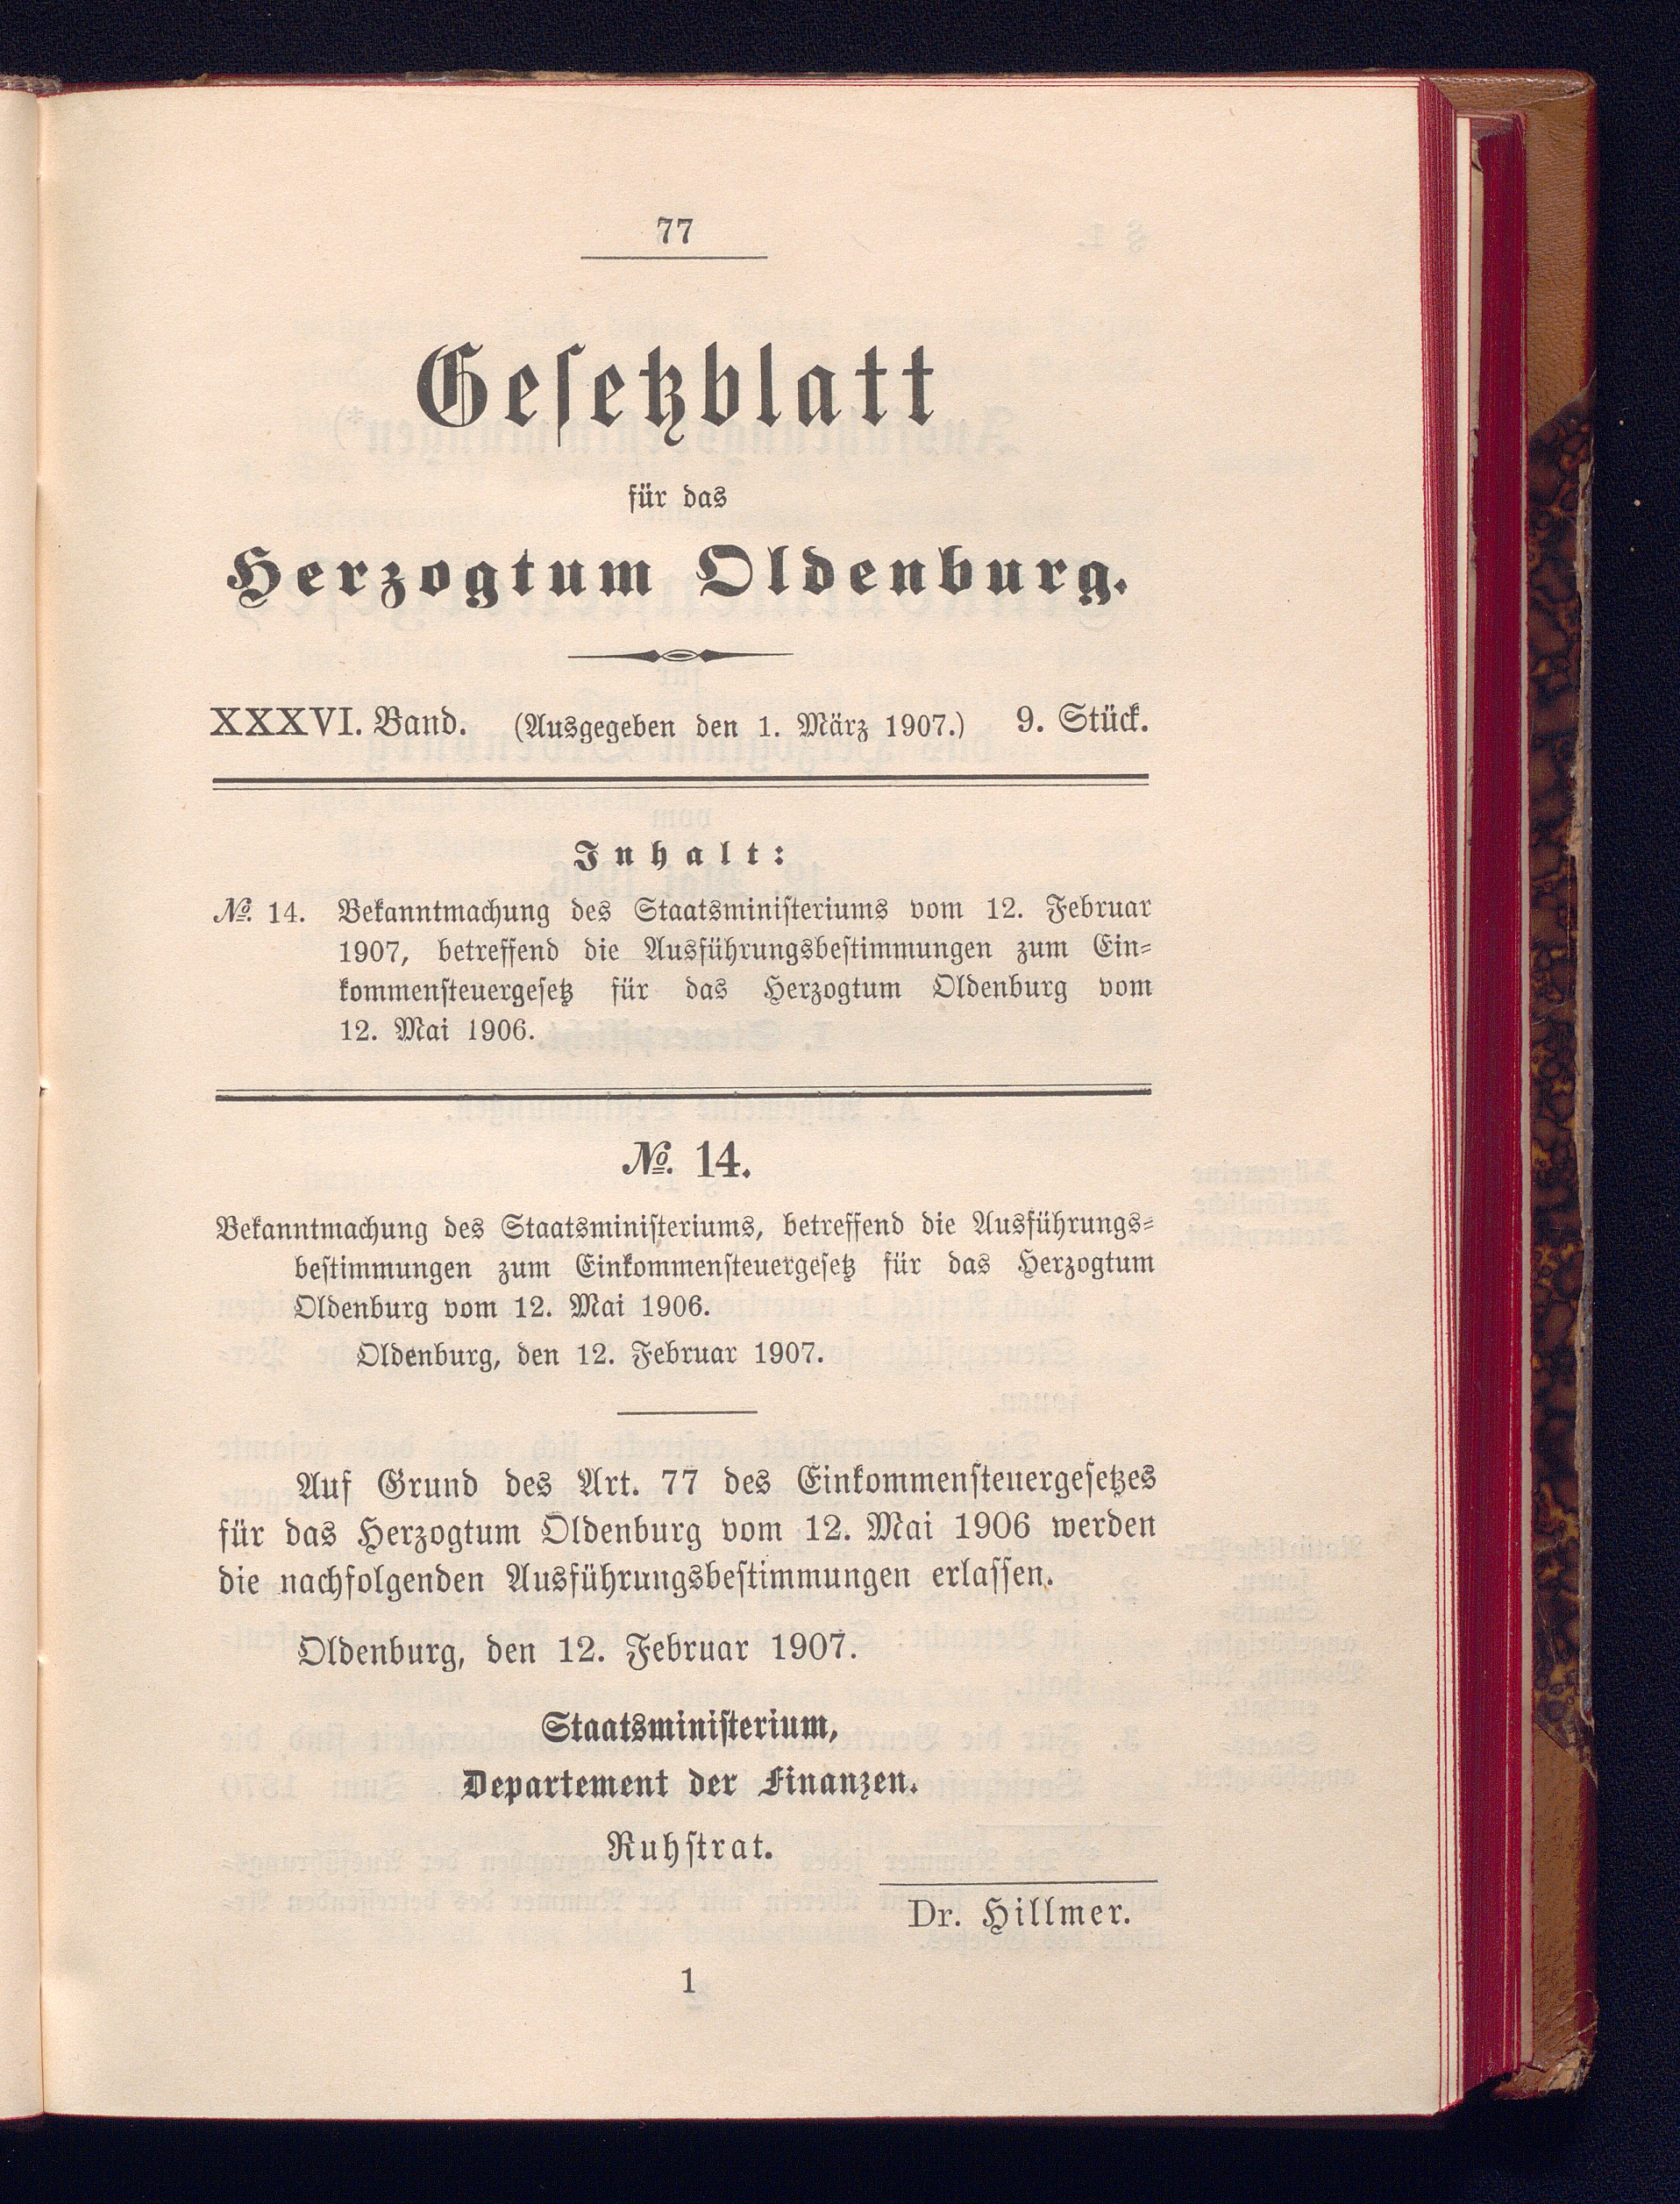 77
Gesetzblatt
für das
Herzogtum Oldenburg.
XXXVI. Band. (Ausgegeben den 1. März 1907.) 9. Stück.
Inhalt:
№. 14. Bekanntmachung des Staatsministeriums vom 12. Februar
1907, betreffend die Ausführungsbestimmungen zum Ein-
kommensteuergesetz für das Herzogtum Oldenburg vom
12. Mai 1906.
№. 14.
Bekanntmachung des Staatsministeriums, betreffend die Ausführungs-
bestimmungen zum Einkommensteuergesetz für das Herzogtum
Oldenburg vom 12. Mai 1906.
Oldenburg, den 12. Februar 1907.
Auf Grund des Art. 77 des Einkommensteuergesetzes
für das Herzogtum Oldenburg vom 12. Mai 1906 werden
die nachfolgenden Ausführungsbestimmungen erlassen.
Oldenburg, den 12. Februar 1907.
Staatsministerium,
Departement der Finanzen.
Ruhstrat.
Dr. Hillmer.
1